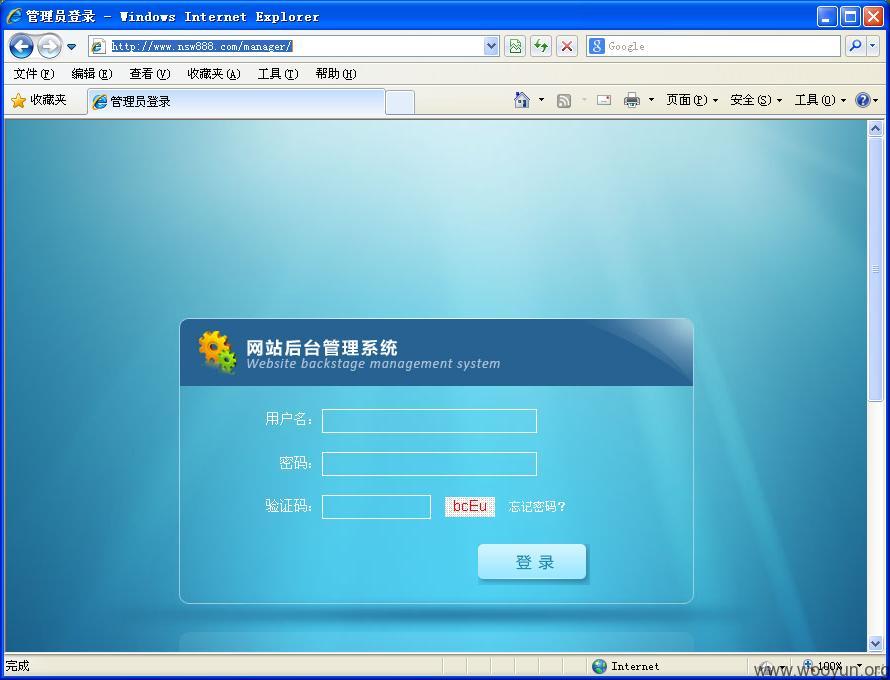 管理员登录 - Windows Internet Explorer
http://www.nsw888.com/manager/
Google
文件(F) 编辑(E) 查看(V) 收藏夹(A) 工具(T) 帮助(H)
收藏夹 管理员登录 页面(P) 安全(S) 工具(O)
网站后台管理系统
Website backstage management system
用户名:
密码:
验证码: bcEu 忘记密码?
登 录
完成 Internet 100%
www.wooyun.org